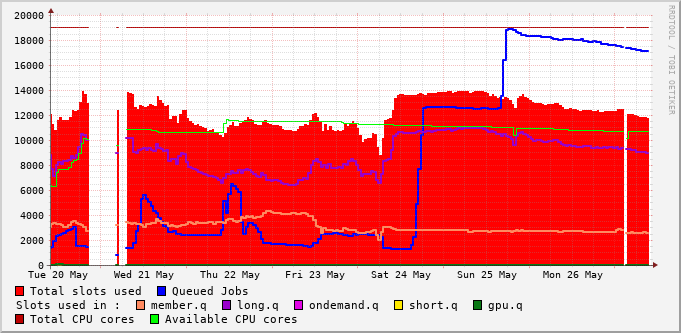 20000
18000
16000
14000
12000
10000
8000
6000
4000
2000
0
Tue 20 May Wed 21 May Thu 22 May Fri 23 May Sat 24 May Sun 25 May Mon 26 May
Total slots used Queued Jobs
Slots used in : member.q long.q ondemand.q short.q gpu.q
Total CPU cores Available CPU cores
RRDTOOL / TOBI OETIKER